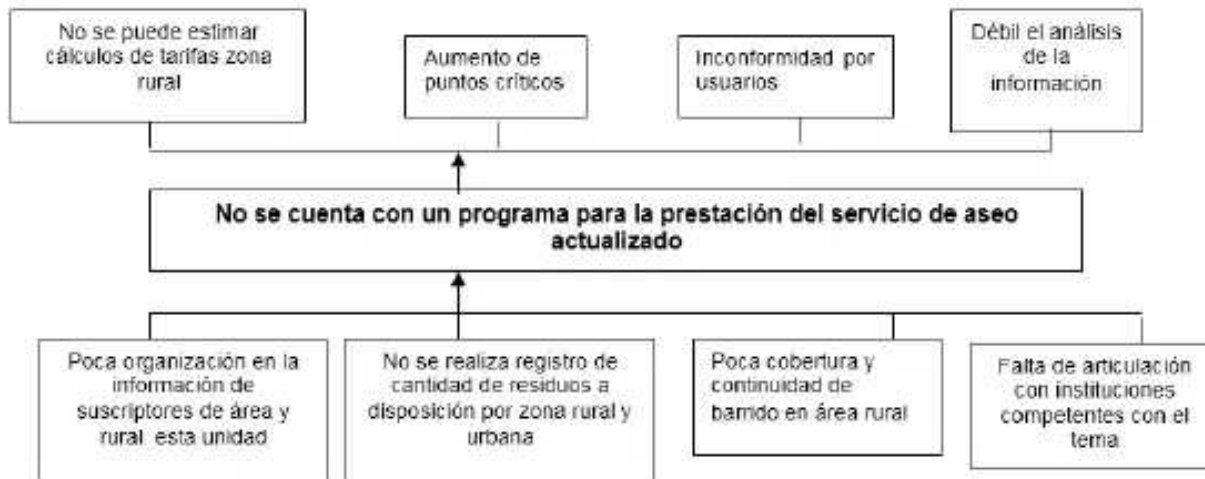 No se puede estimar
cálculos de tarifas zona
rural
Aumento de
puntos críticos
Inconformidad por
usuarios
Débil el análisis
de la
información
No se cuenta con un programa para la prestación del servicio de aseo
actualizado
Poca organización en la
información de
suscriptores de área y
rural esta unidad
No se realiza registro de
cantidad de residuos a
disposición por zona rural y
urbana
Poca cobertura y
continuidad de
barrido en área rural
Falta de articulación
con instituciones
competentes con el
tema